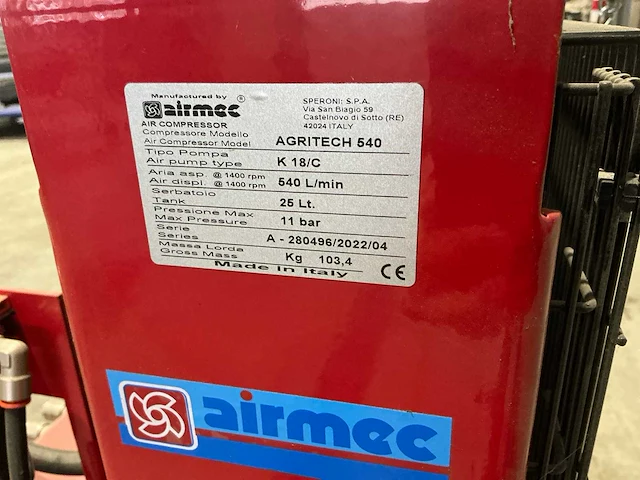 Manufactured by
airmec®
SPERONI: S.P.A.
Via San Biagio 59
Castelnovo di Sotto (RE)
42024 ITALY
AIR COMPRESSOR
Compressore Modello
Air Compressor Model AGRITECH 540
Tipo Pompa
Air pump type K 18/C
Aria asp. @ 1400 rpm
Air displ. @ 1400 rpm 540 L/min
Serbatoio
Tank 25 Lt.
Pressione Max
Max Pressure 11 bar
Serie
Series A - 280496/2022/04
Massa Lorda
Gross Mass Kg 103,4
Made in Italy CE
airmec